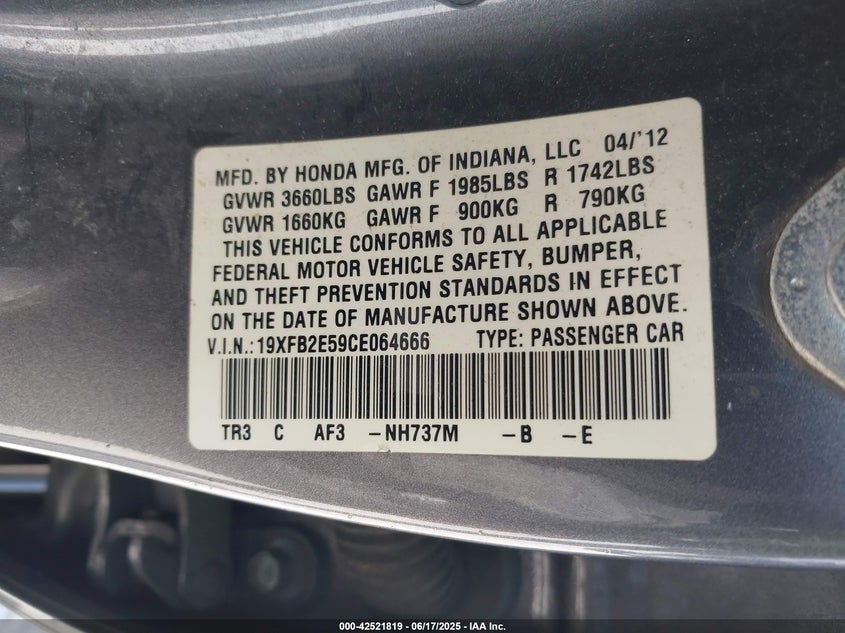 MFD. BY HONDA MFG. OF INDIANA, LLC 04/'12
GVWR 3660LBS GAWR F 1985LBS R 1742LBS
GVWR 1660KG GAWR F 900KG R 790KG
THIS VEHICLE CONFORMS TO ALL APPLICABLE
FEDERAL MOTOR VEHICLE SAFETY, BUMPER,
AND THEFT PREVENTION STANDARDS IN EFFECT
ON THE DATE OF MANUFACTURE SHOWN ABOVE.
V.I.N.:19XFB2E59CE064666 TYPE: PASSENGER CAR
TR3 C AF3 -NH737M -B -E
000-42521819 - 06/17/2025 - IAA Inc.